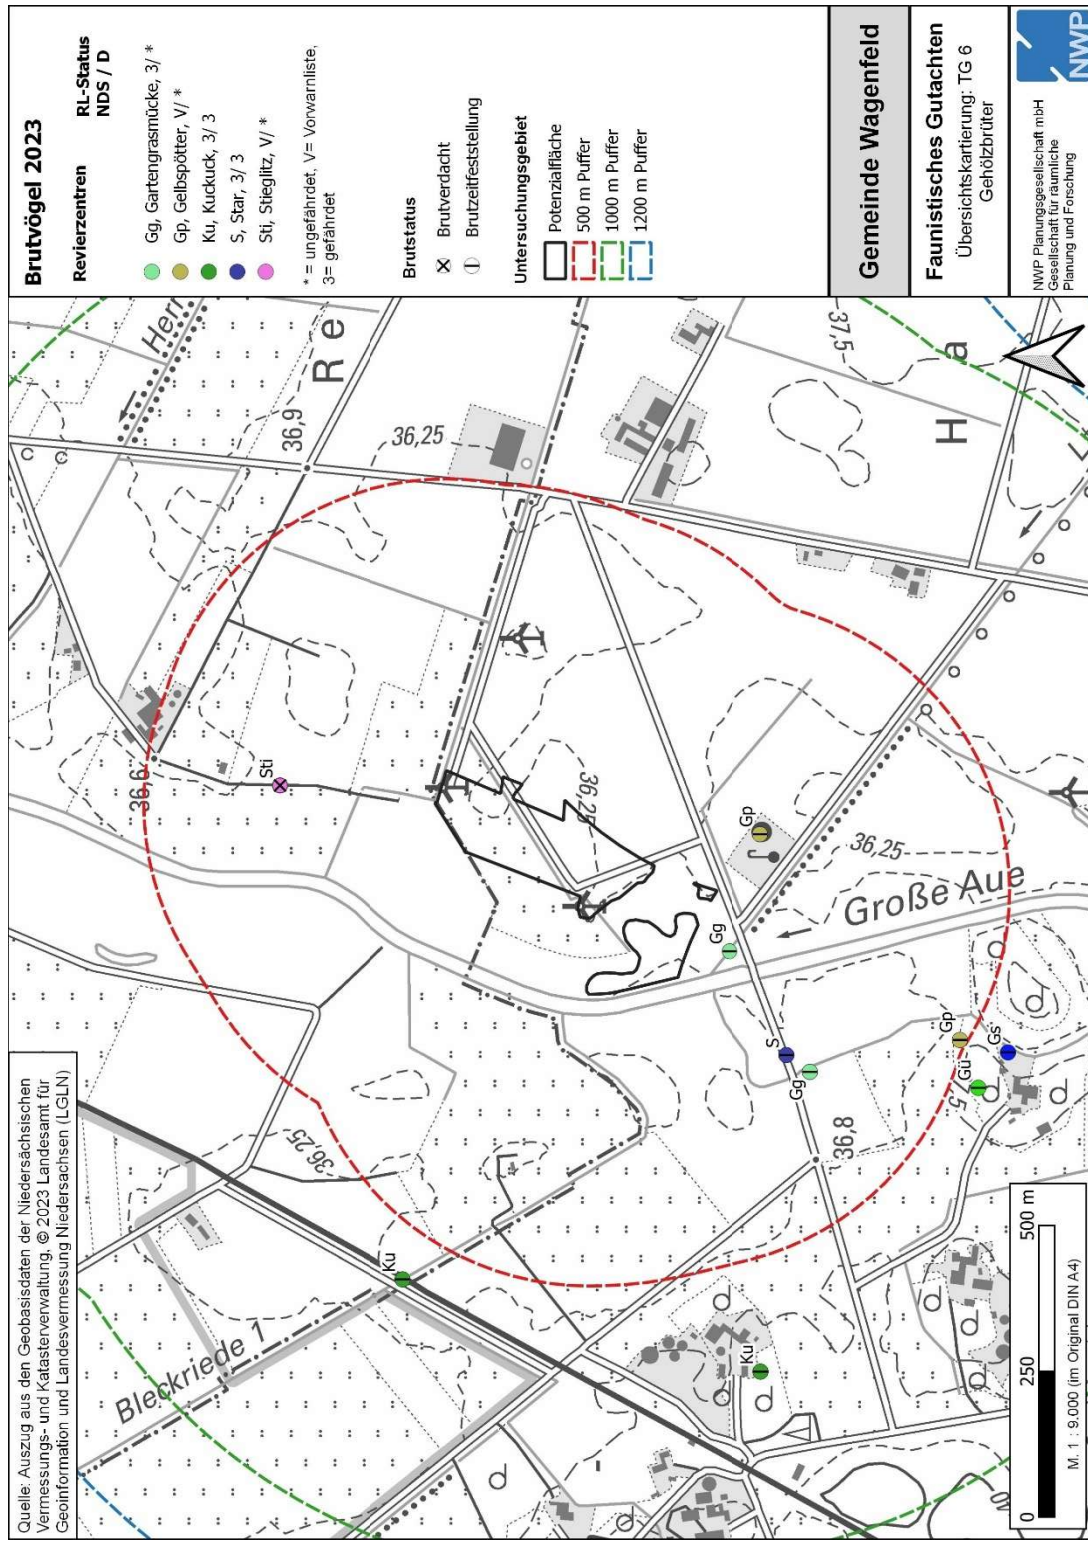 Quelle: Auszug aus den Geobasisdaten der Niedersächsischen
Vermessungs- und Katasterverwaltung, © 2023 Landesamt für
Geoinformation und Landesvermessung Niedersachsen (LGLN)
Bleckriede 1
Ku
36,25
Ku
36,6
Sti
Herr
R e
36,9
36,25
36,25
Gp
36,25
Große Aue
Gg
S
Gg
36,8
Gp
Gü
Gs
7,5
H a
37,5
40
0 250 500 m
M. 1 : 9.000 (im Original DIN A4)
Brutvögel 2023
Revierzentren
RL-Status
NDS / D
Gg, Gartengrasmücke, 3/ *
Gp, Gelbspötter, V/ *
Ku, Kuckuck, 3/ 3
S, Star, 3/ 3
Sti, Stieglitz, V/ *
* = ungefährdet, V= Vorwarnliste,
3= gefährdet
Brutstatus
Brutverdacht
Brutzeitfeststellung
Untersuchungsgebiet
Potenzialfläche
500 m Puffer
1000 m Puffer
1200 m Puffer
Gemeinde Wagenfeld
Faunistisches Gutachten
Übersichtskartierung: TG 6
Gehölzbrüter
NWP Planungsgesellschaft mbH
Gesellschaft für räumliche
Planung und Forschung
NWP